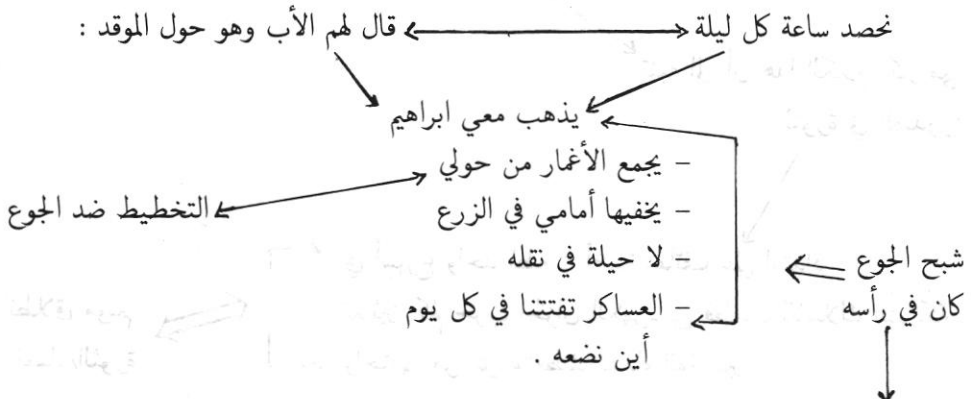 نحصد ساعة كل ليلة
قال لهم الأب وهو حول الموقد :
يذهب معي ابراهيم
– يجمع الأغمار من حولي
– يخفيها أمامي في الزرع
التخطيط ضد الجوع
– لا حيلة في نقله
شبح الجوع
كان في رأسه
– العساكر تفتتنا في كل يوم
أين نضعه .